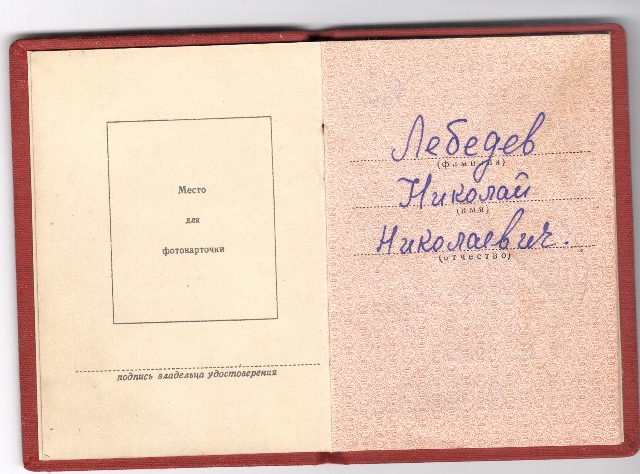 Место
для
фотокарточки
подпись владельца удостоверения
Лебедев
(фамилия)
Николай
(имя)
Николаевич.
(отчество)